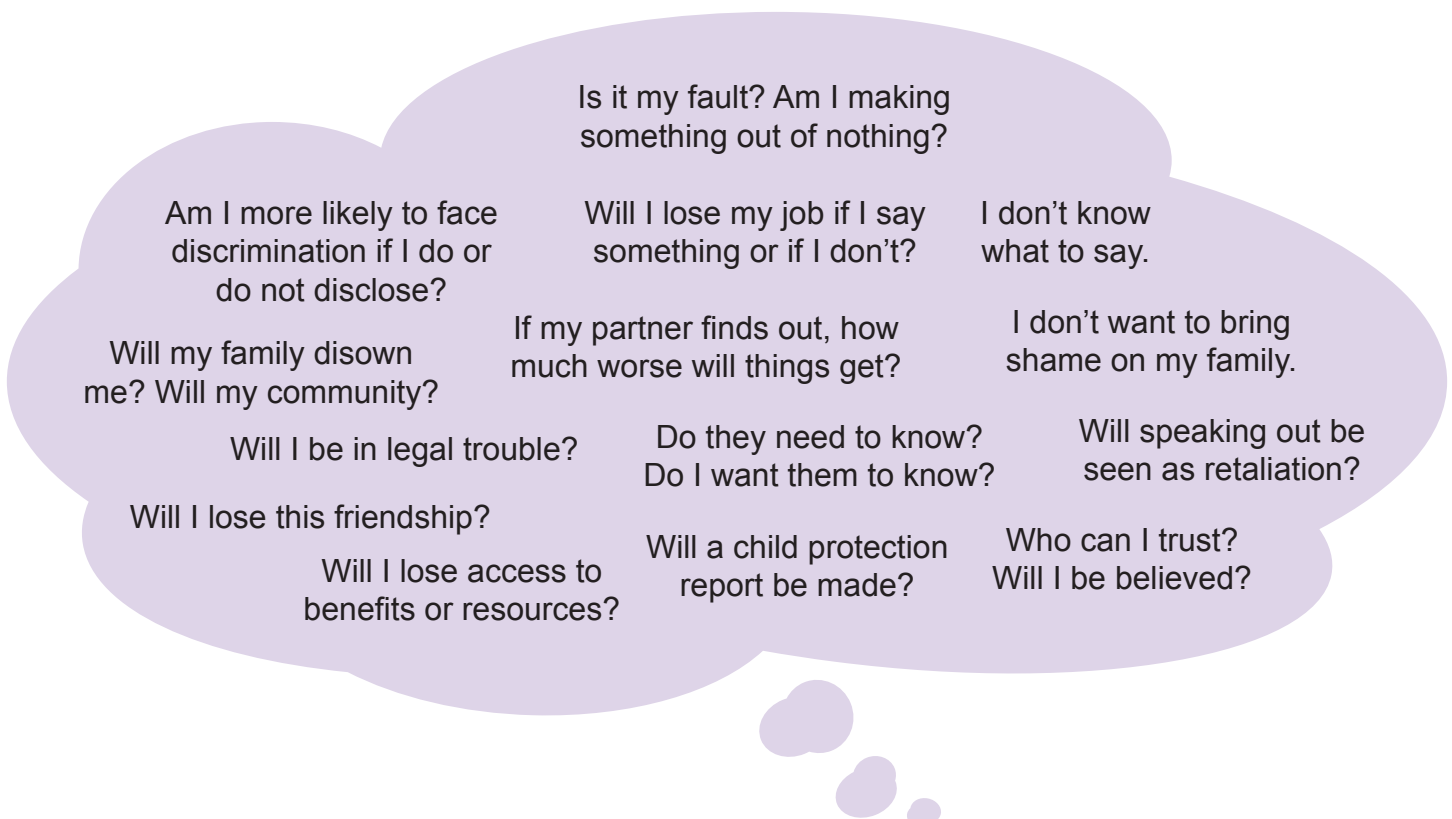 Is it my fault? Am I making
something out of nothing?
Am I more likely to face
discrimination if I do or
do not disclose?
Will I lose my job if I say
something or if I don’t?
I don’t know
what to say.
Will my family disown
me? Will my community?
If my partner finds out, how
much worse will things get?
I don’t want to bring
shame on my family.
Will I be in legal trouble?
Do they need to know?
Do I want them to know?
Will speaking out be
seen as retaliation?
Will I lose this friendship?
Will I lose access to
benefits or resources?
Will a child protection
report be made?
Who can I trust?
Will I be believed?